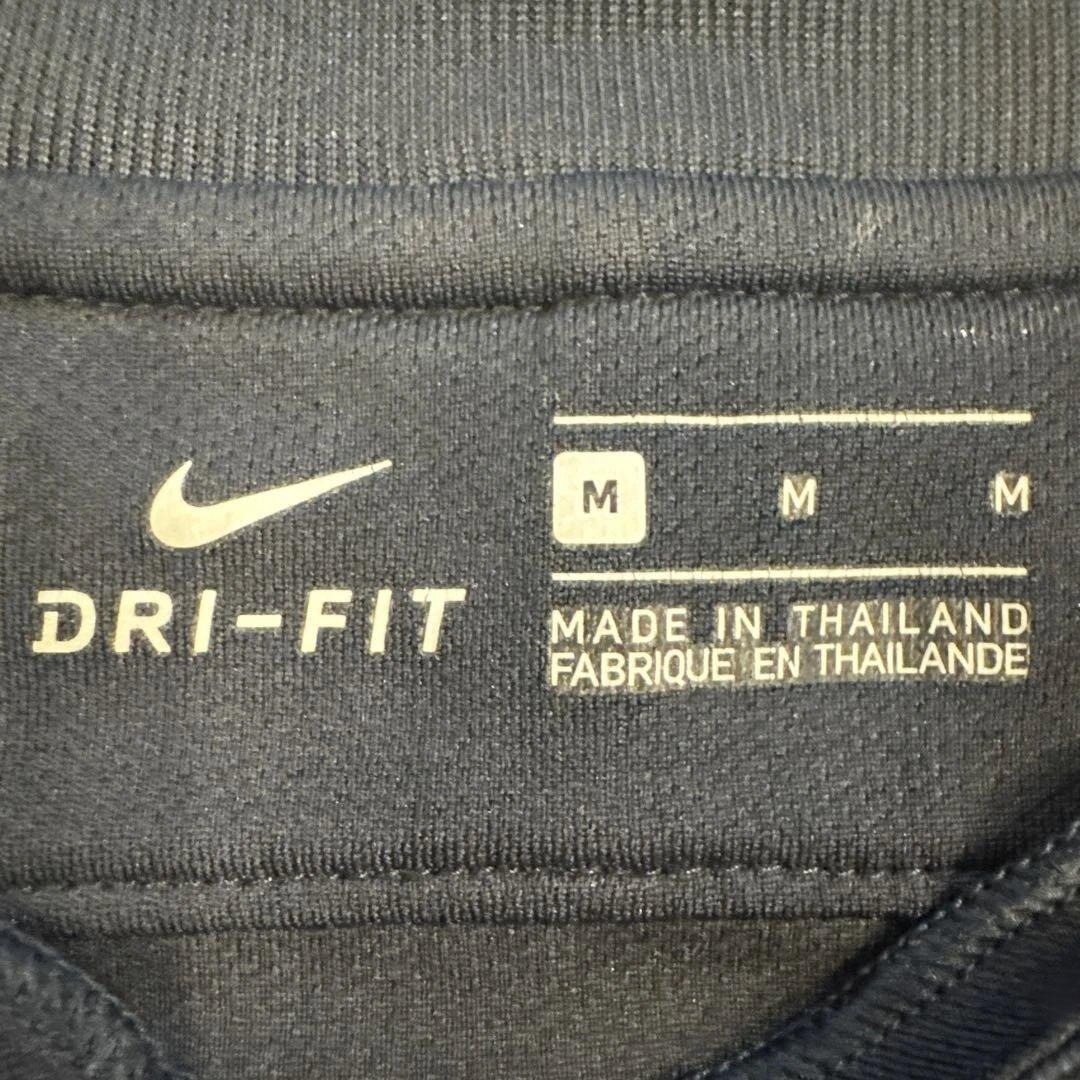 DRI-FIT
M M M
MADE IN THAILAND
FABRIQUE EN THAILANDE